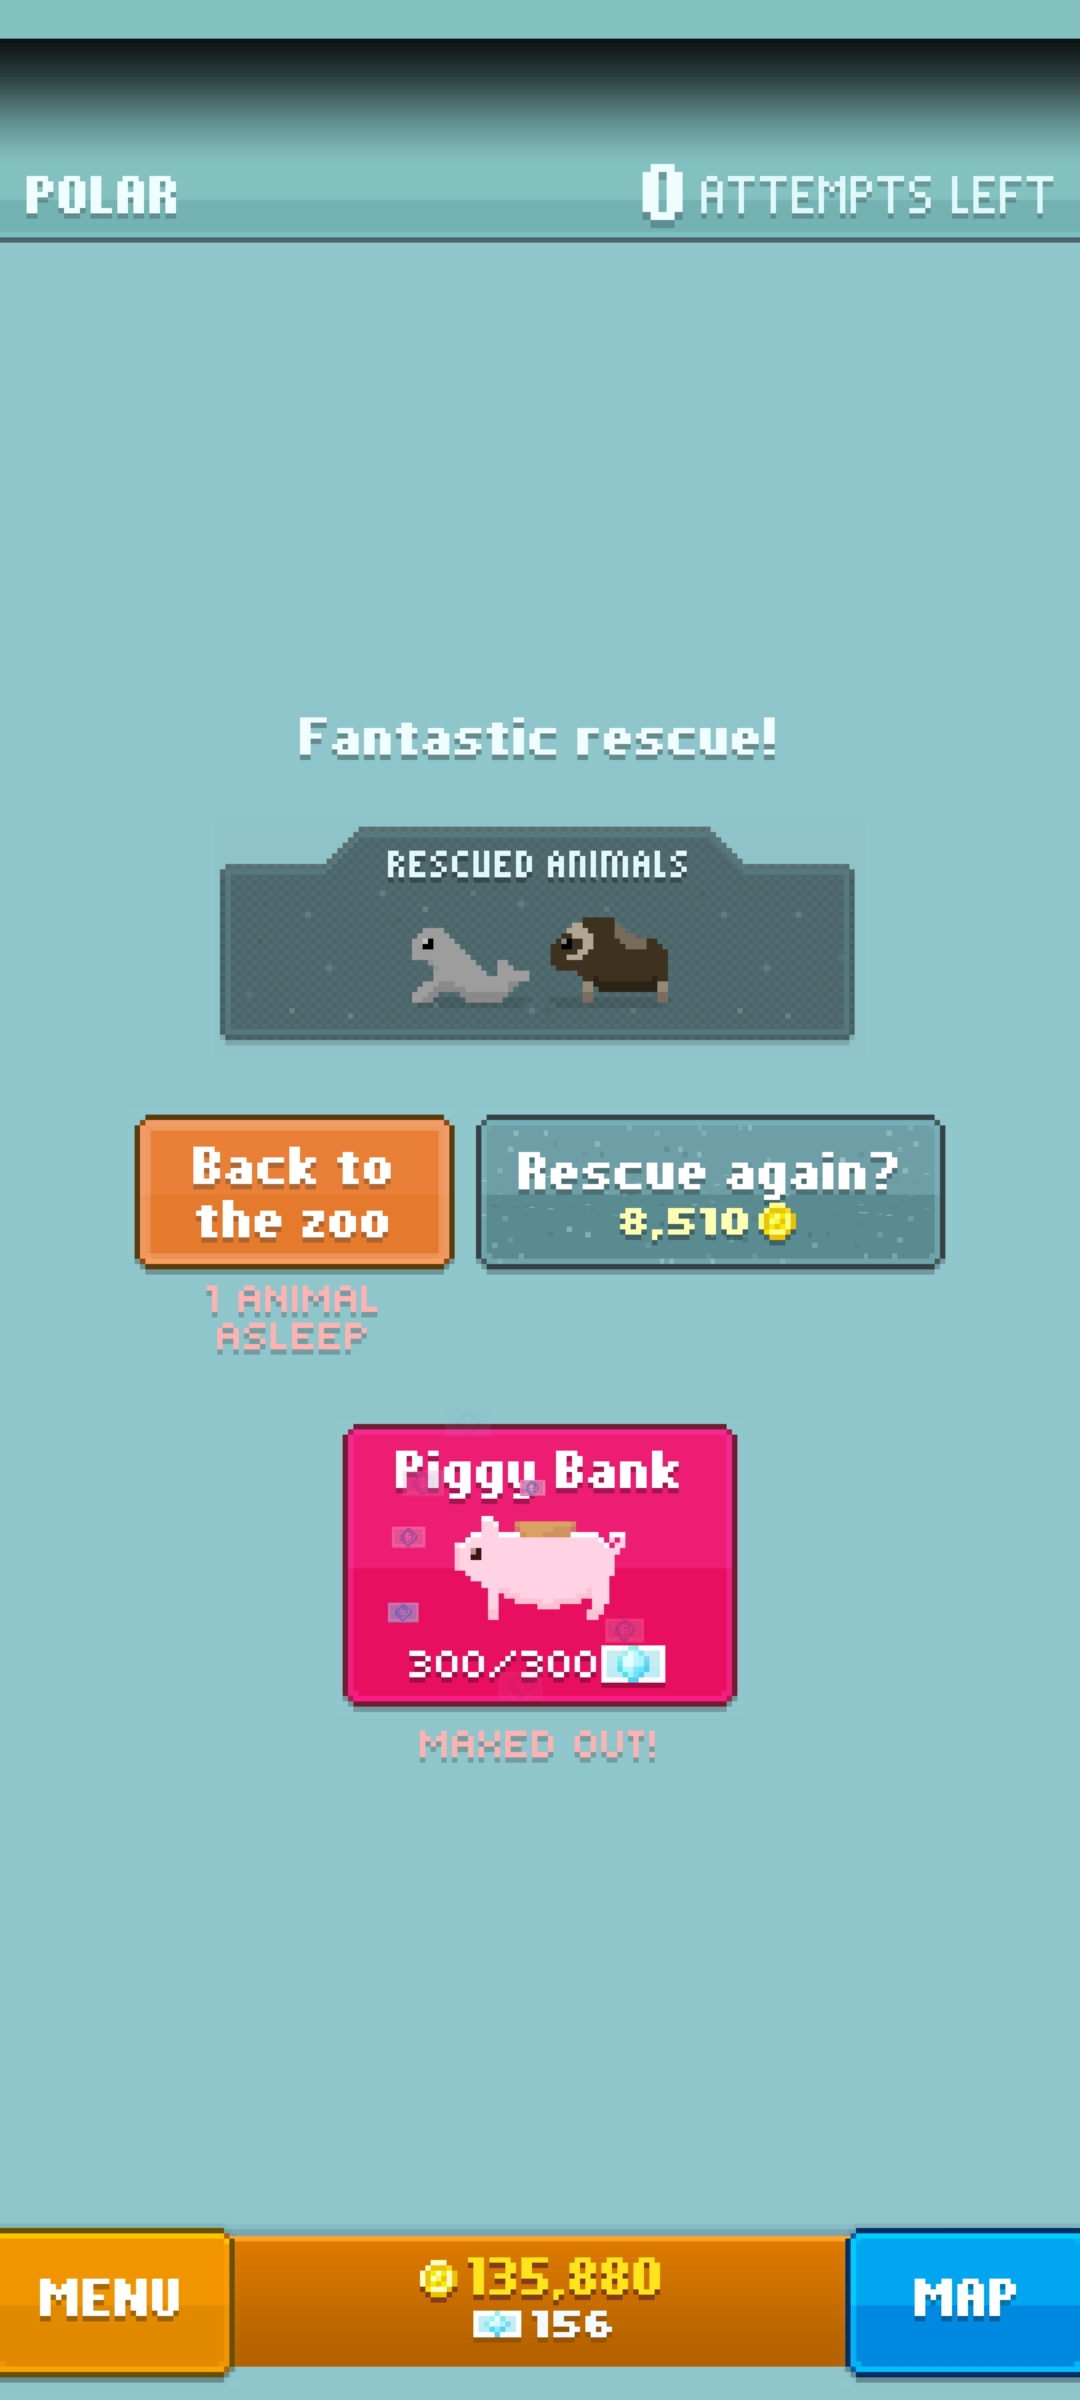 POLAR
0 ATTEMPTS LEFT
Fantastic rescue!
RESCUED ANIMALS
Back to
the zoo
Rescue again?
8,510
1 ANIMAL
ASLEEP
Piggy Bank
300/300
MAXED OUT!
MENU
135,880
156
MAP